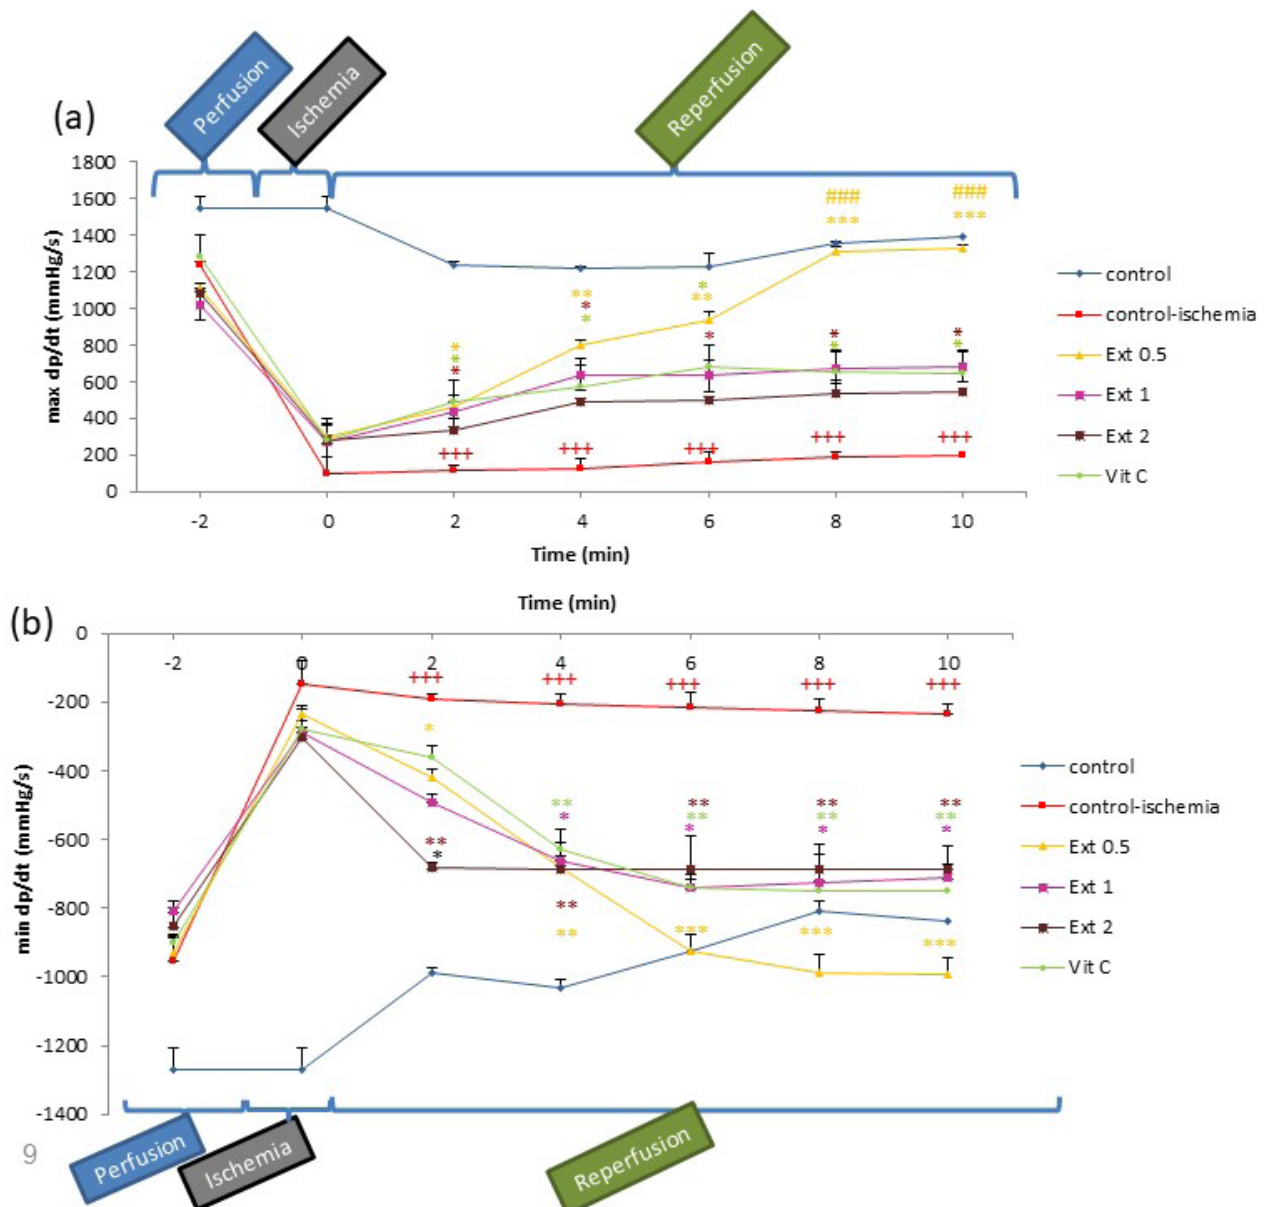 Perfusion
Ischemia
Reperfusion
(a)
max dp/dt (mmHg/s)
1800
1600
1400
1200
1000
800
600
400
200
0
### ###
*** ***
** * **
* *
* * * *
* * *
* *
*
+++ +++ +++ +++ +++
-2 0 2 4 6 8 10
Time (min)
control
control-ischemia
Ext 0.5
Ext 1
Ext 2
Vit C
Time (min)
(b)
min dp/dt (mmHg/s)
0
-200
-400
-600
-800
-1000
-1200
-1400
-2 0 2 4 6 8 10
+++ +++ +++ +++ +++
*
** ** ** **
** ** ** **
* * * *
*
**
** *** *** ***
control
control-ischemia
Ext 0.5
Ext 1
Ext 2
Vit C
Perfusion
Ischemia
Reperfusion
9